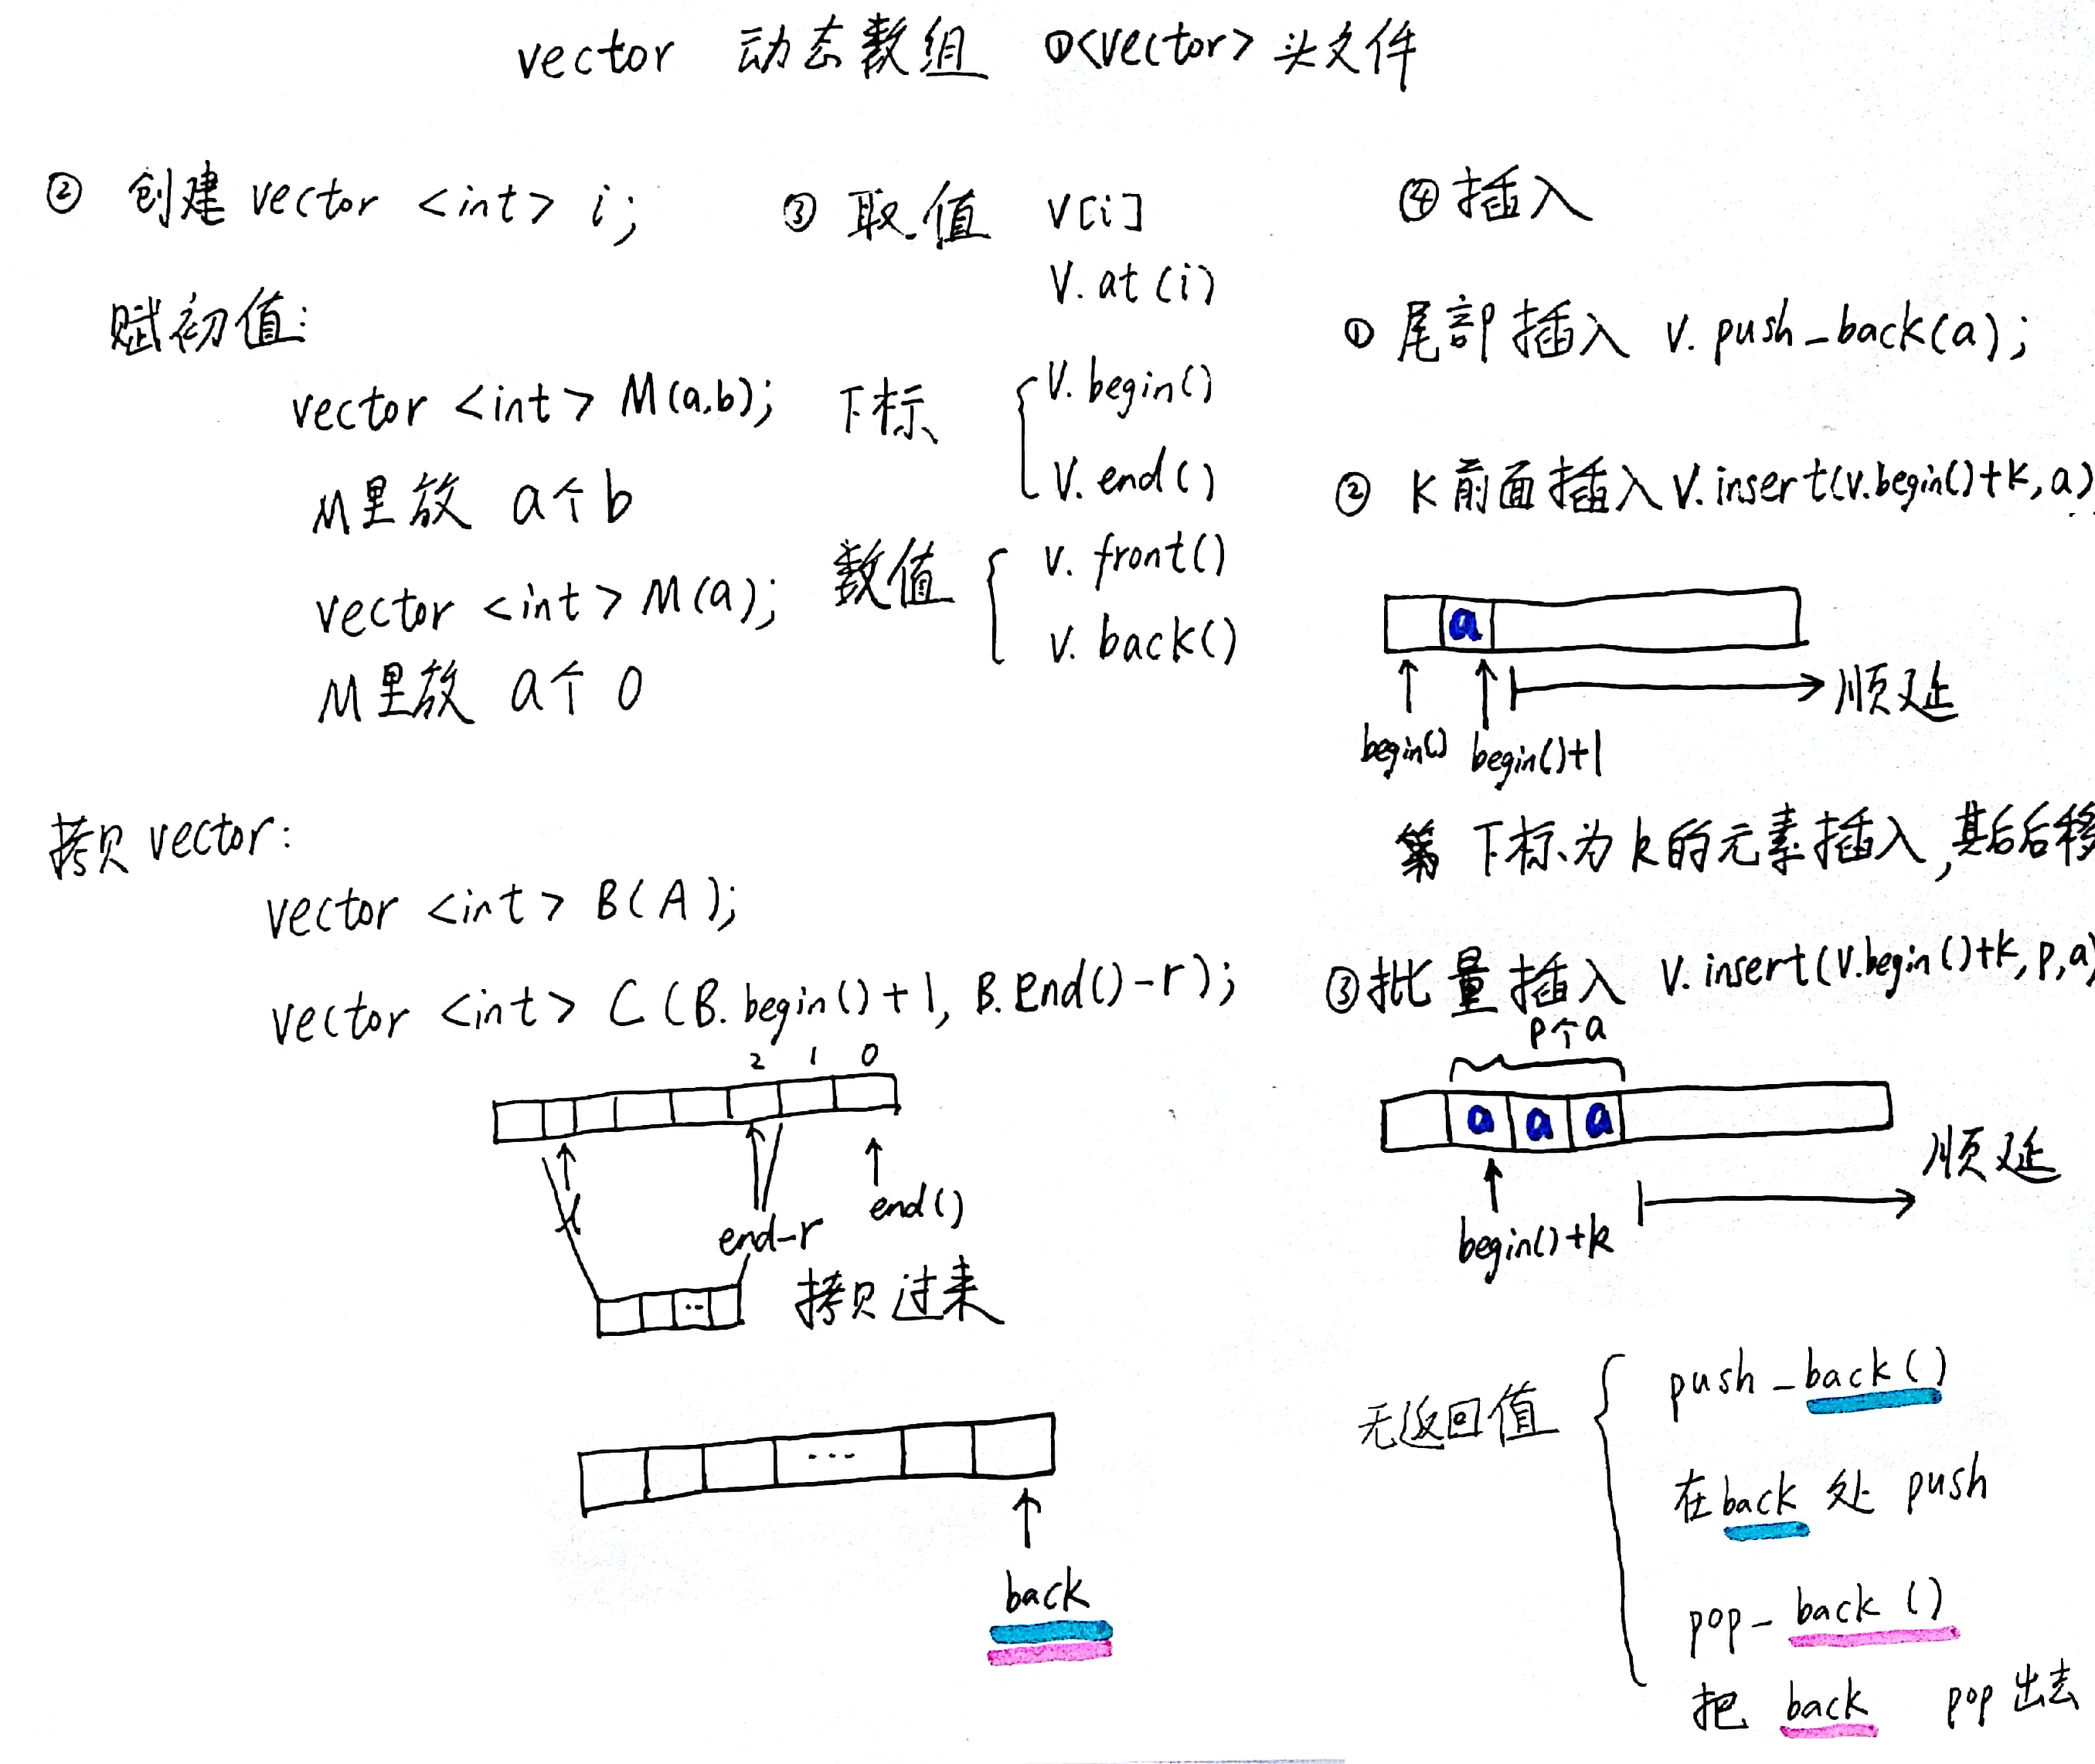 vector 动态数组 ①<vector> 头文件
② 创建 vector <int> i;
赋初值:
vector <int> M(a,b);
M里放 a个b
vector <int> M(a);
M里放 a个 0
拷贝 vector:
vector <int> B(A);
vector <int> C (B.begin()+1, B.end()-r);
2 1 0
end-r
end()
拷贝过来
...
back
③ 取值 v[i]
v.at(i)
下标
v.begin()
v.end()
数值
v.front()
v.back()
④插入
① 尾部插入 v.push_back(a);
② K前面插入 v.insert(v.begin()+k,a)
a
顺延
begin() begin()+1
第 下标为k的元素插入,其后后移
③批量插入 v.insert(v.begin()+k,p,a)
p个a
a a a
顺延
begin()+k
无返回值
push_back()
在back处 push
pop_back()
把 back pop出去